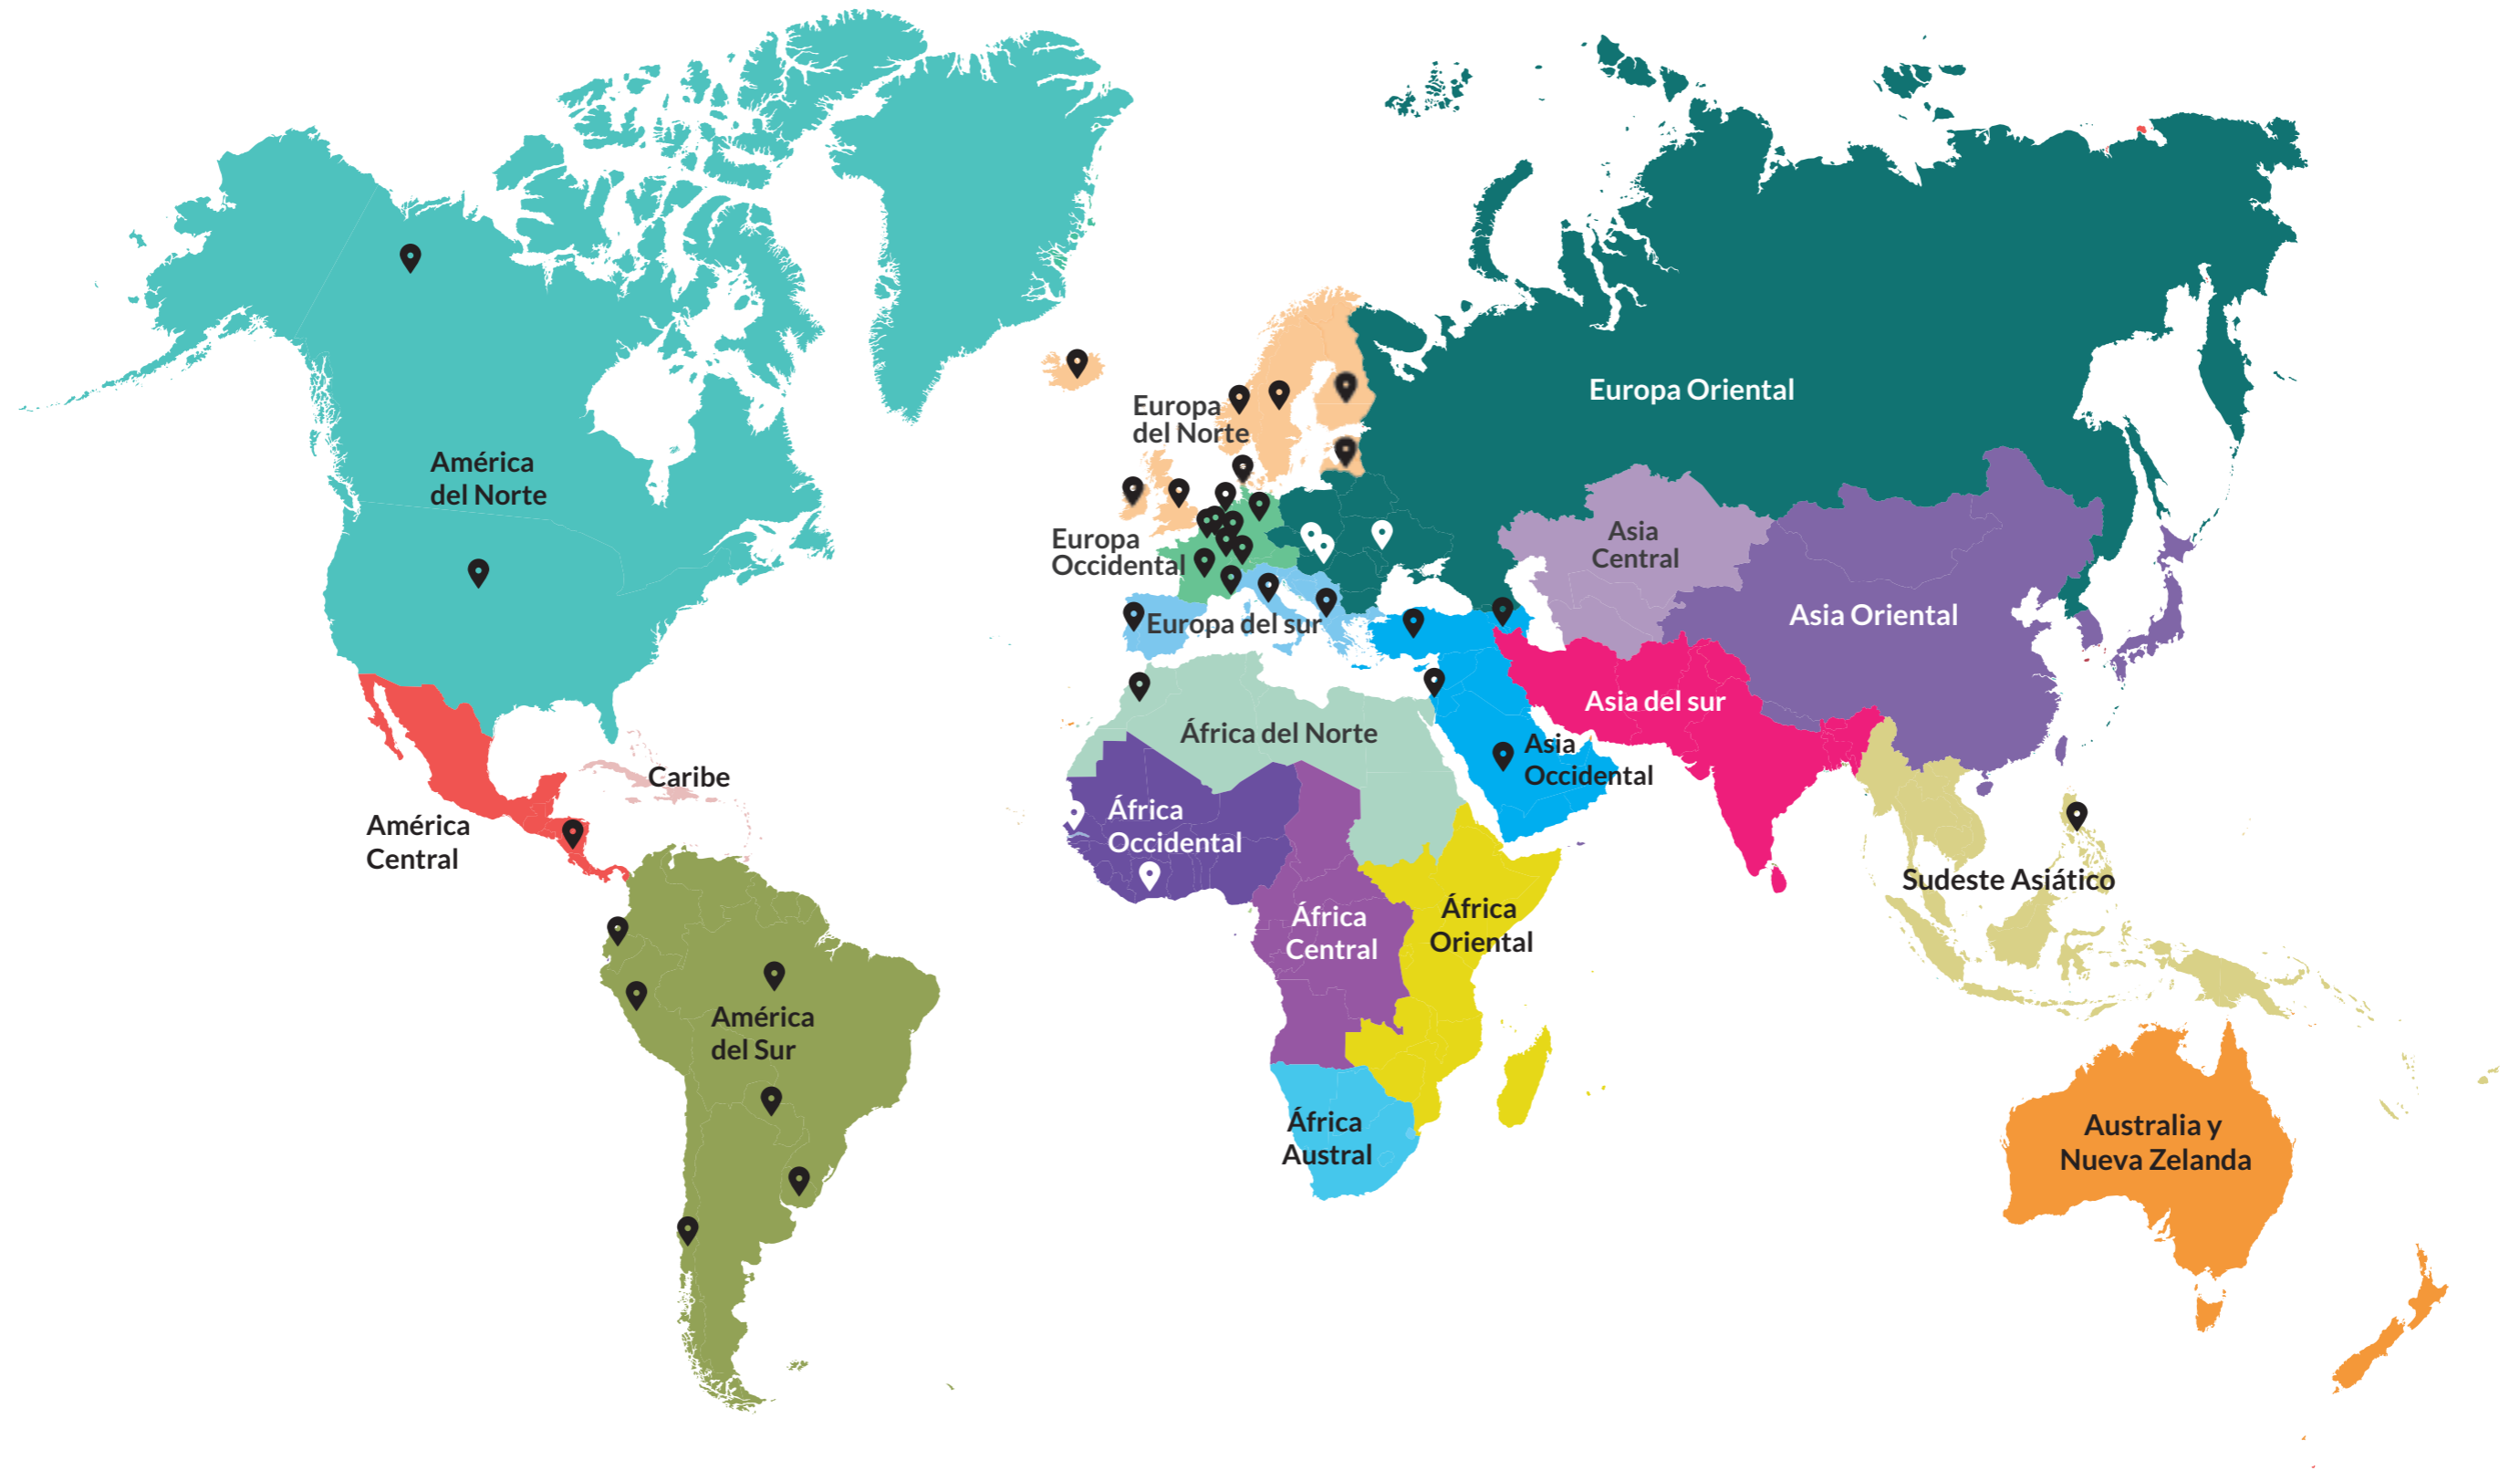 América
del Norte
Caribe
América
Central
América
del Sur
Europa
del Norte
Europa
Occidental
Europa del sur
Europa Oriental
África del Norte
África
Occidental
África
Central
África
Oriental
África
Austral
Asia
Central
Asia Oriental
Asia del sur
Asia
Occidental
Sudeste Asiático
Australia y
Nueva Zelanda